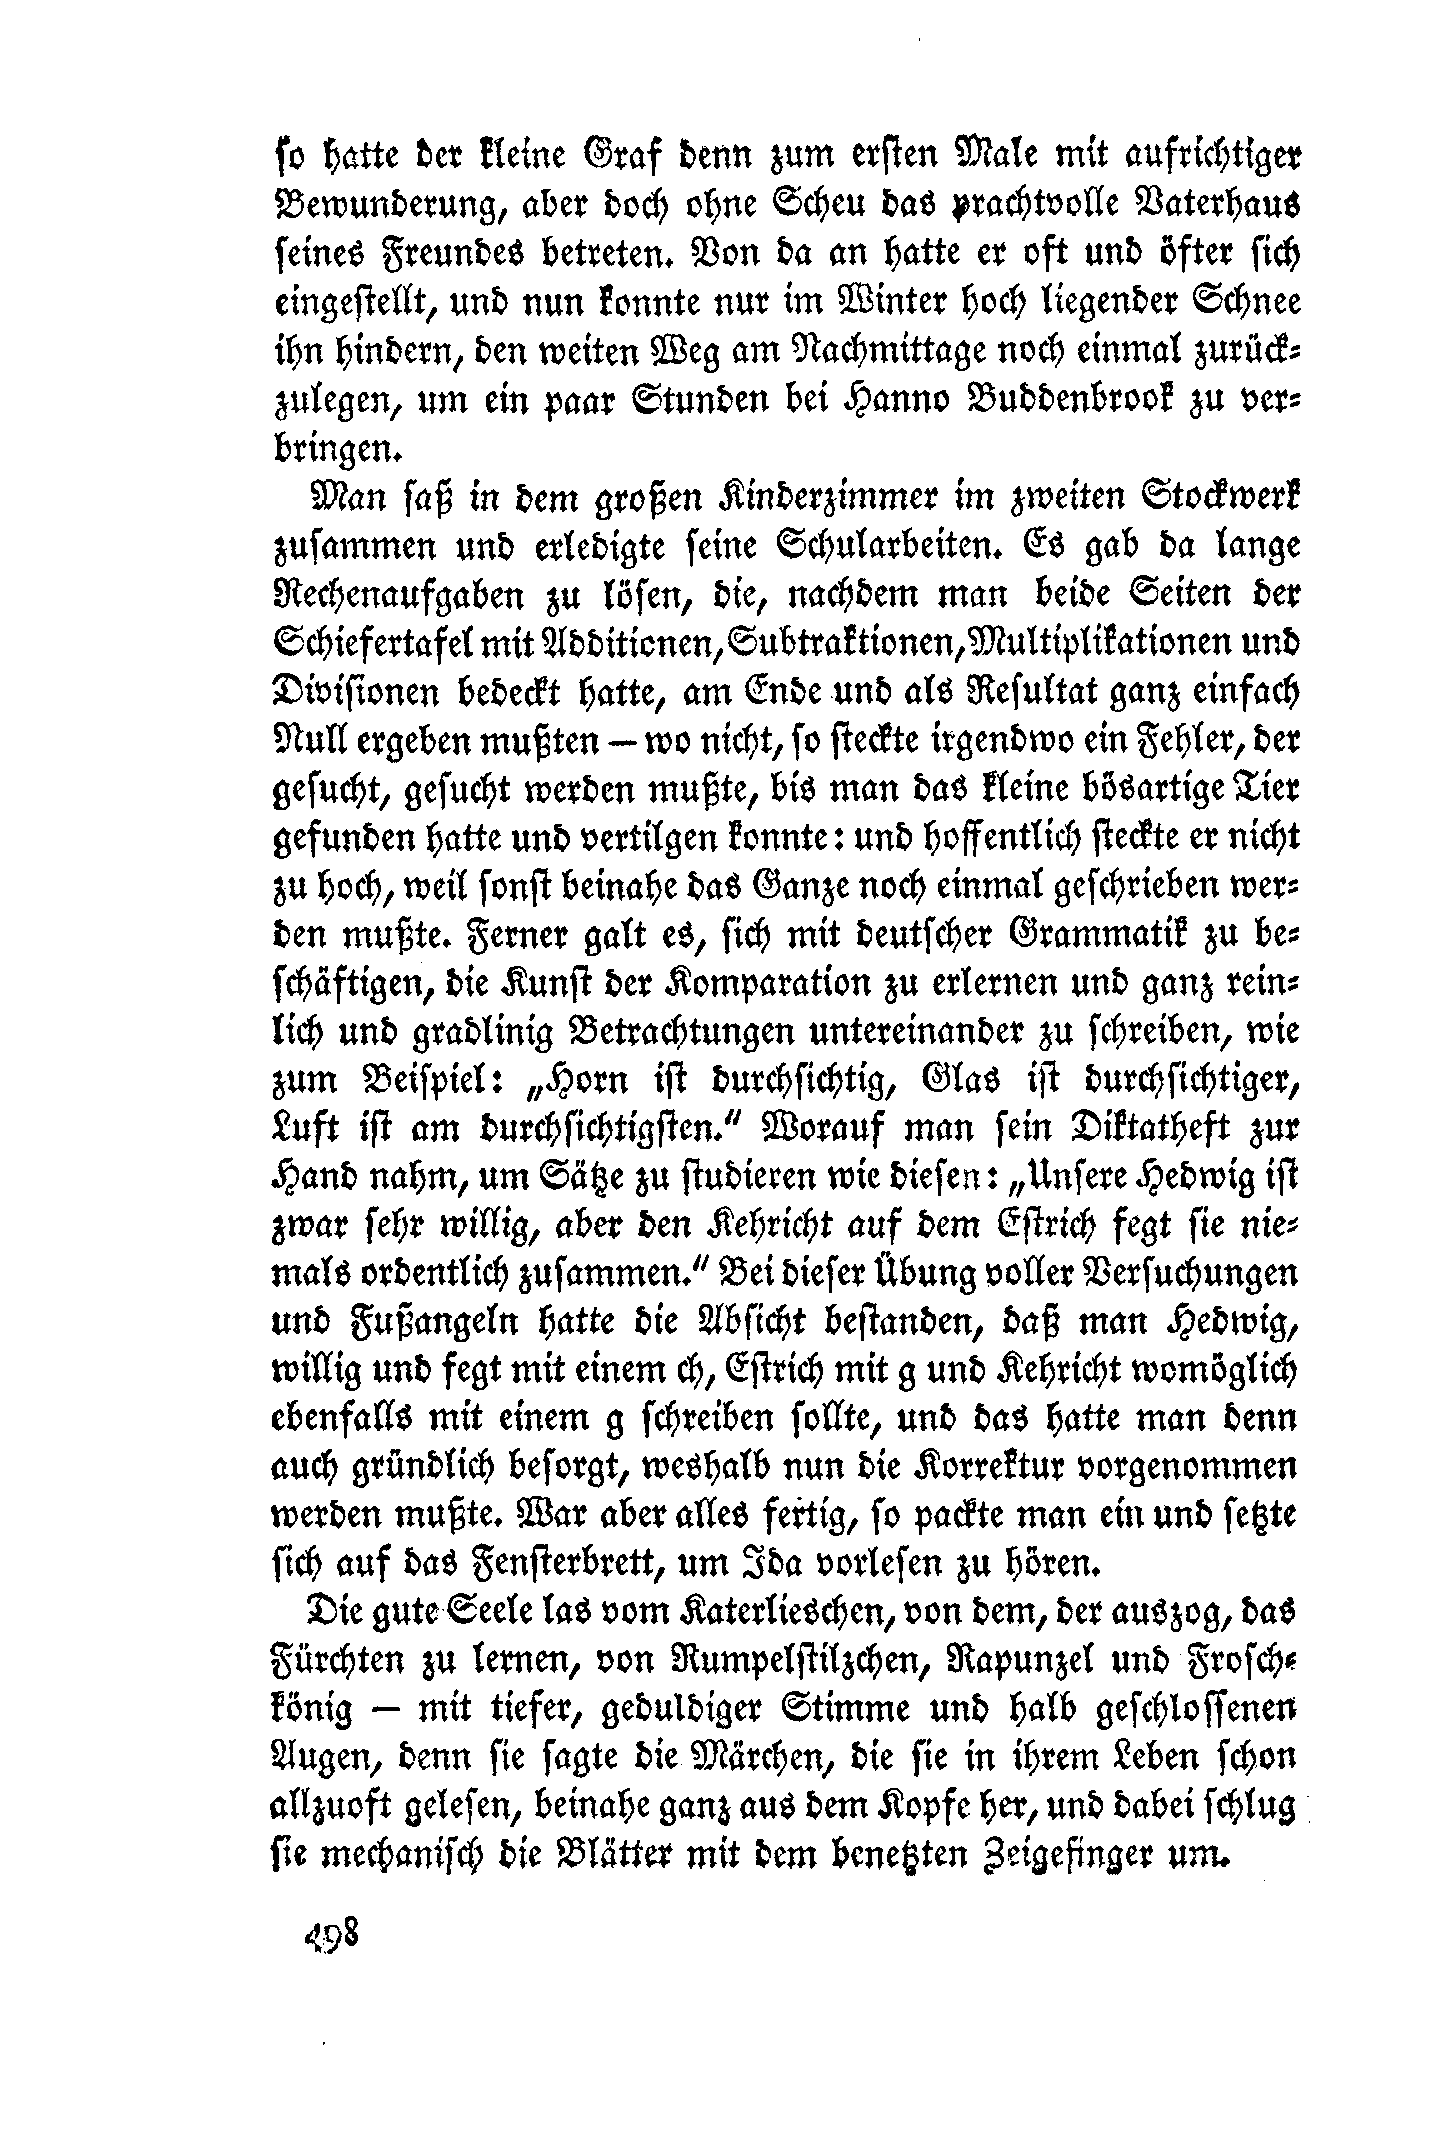 so hatte der kleine Graf denn zum ersten Male mit aufrichtiger
Bewunderung, aber doch ohne Scheu das prachtvolle Vaterhaus
seines Freundes betreten. Von da an hatte er oft und öfter sich
eingestellt, und nun konnte nur im Winter hoch liegender Schnee
ihn hindern, den weiten Weg am Nachmittage noch einmal zurück-
zulegen, um ein paar Stunden bei Hanno Buddenbrook zu ver-
bringen.
Man saß in dem großen Kinderzimmer im zweiten Stockwerk
zusammen und erledigte seine Schularbeiten. Es gab da lange
Rechenaufgaben zu lösen, die, nachdem man beide Seiten der
Schiefertafel mit Additionen, Subtraktionen, Multiplikationen und
Divisionen bedeckt hatte, am Ende und als Resultat ganz einfach
Null ergeben mußten — wo nicht, so steckte irgendwo ein Fehler, der
gesucht, gesucht werden mußte, bis man das kleine bösartige Tier
gefunden hatte und vertilgen konnte: und hoffentlich steckte er nicht
zu hoch, weil sonst beinahe das Ganze noch einmal geschrieben wer-
den mußte. Ferner galt es, sich mit deutscher Grammatik zu be-
schäftigen, die Kunst der Komparation zu erlernen und ganz rein-
lich und gradlinig Betrachtungen untereinander zu schreiben, wie
zum Beispiel: „Horn ist durchsichtig, Glas ist durchsichtiger,
Luft ist am durchsichtigsten.“ Worauf man sein Diktatheft zur
Hand nahm, um Sätze zu studieren wie diesen: „Unsere Hedwig ist
zwar sehr willig, aber den Kehricht auf dem Estrich fegt sie nie-
mals ordentlich zusammen.“ Bei dieser Übung voller Versuchungen
und Fußangeln hatte die Absicht bestanden, daß man Hedwig,
willig und fegt mit einem ch, Estrich mit g und Kehricht womöglich
ebenfalls mit einem g schreiben sollte, und das hatte man denn
auch gründlich besorgt, weshalb nun die Korrektur vorgenommen
werden mußte. War aber alles fertig, so packte man ein und setzte
sich auf das Fensterbrett, um Ida vorlesen zu hören.
Die gute Seele las vom Katerlieschen, von dem, der auszog, das
Fürchten zu lernen, von Rumpelstilzchen, Rapunzel und Frosch-
könig — mit tiefer, geduldiger Stimme und halb geschlossenen
Augen, denn sie sagte die Märchen, die sie in ihrem Leben schon
allzuoft gelesen, beinahe ganz aus dem Kopfe her, und dabei schlug
sie mechanisch die Blätter mit dem benetzten Zeigefinger um.
498